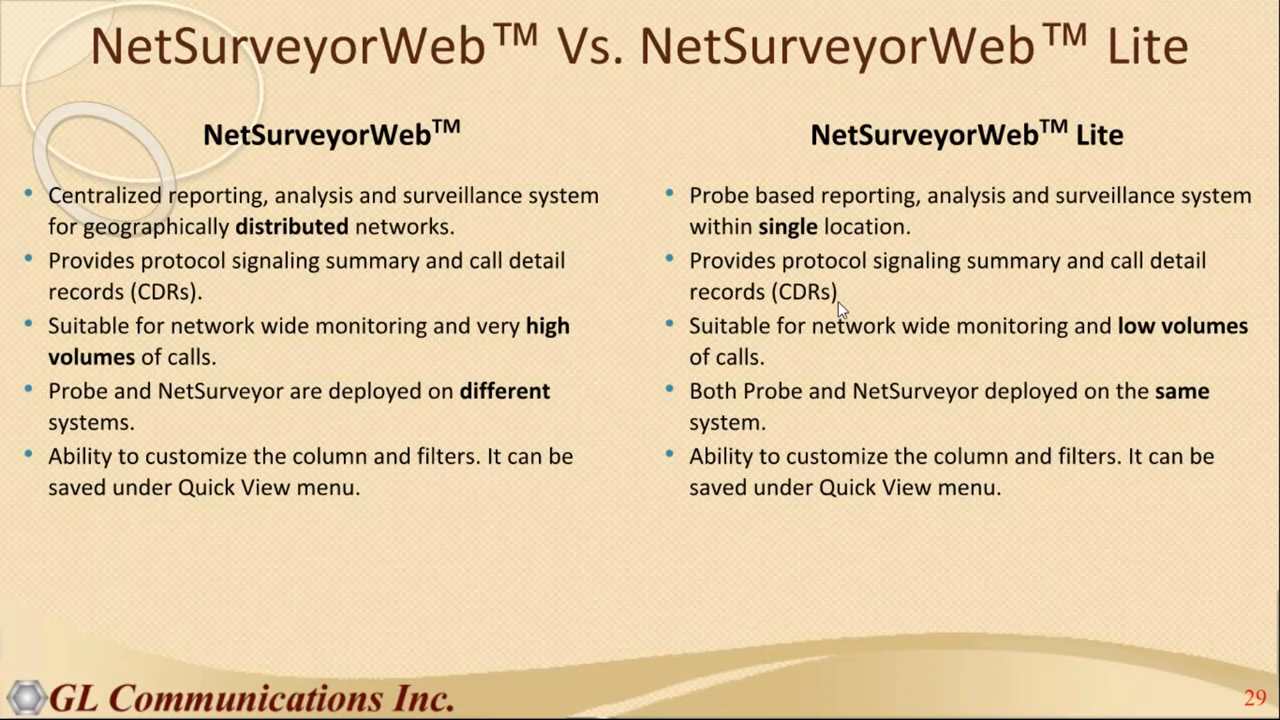 NetSurveyorWeb™ Vs. NetSurveyorWeb™ Lite
NetSurveyorWeb™
Centralized reporting, analysis and surveillance system
for geographically distributed networks.
Provides protocol signaling summary and call detail
records (CDRs).
Suitable for network wide monitoring and very high
volumes of calls.
Probe and NetSurveyor are deployed on different
systems.
Ability to customize the column and filters. It can be
saved under Quick View menu.
NetSurveyorWeb™ Lite
Probe based reporting, analysis and surveillance system
within single location.
Provides protocol signaling summary and call detail
records (CDRs)
Suitable for network wide monitoring and low volumes
of calls.
Both Probe and NetSurveyor deployed on the same
system.
Ability to customize the column and filters. It can be
saved under Quick View menu.
GL Communications Inc.
29